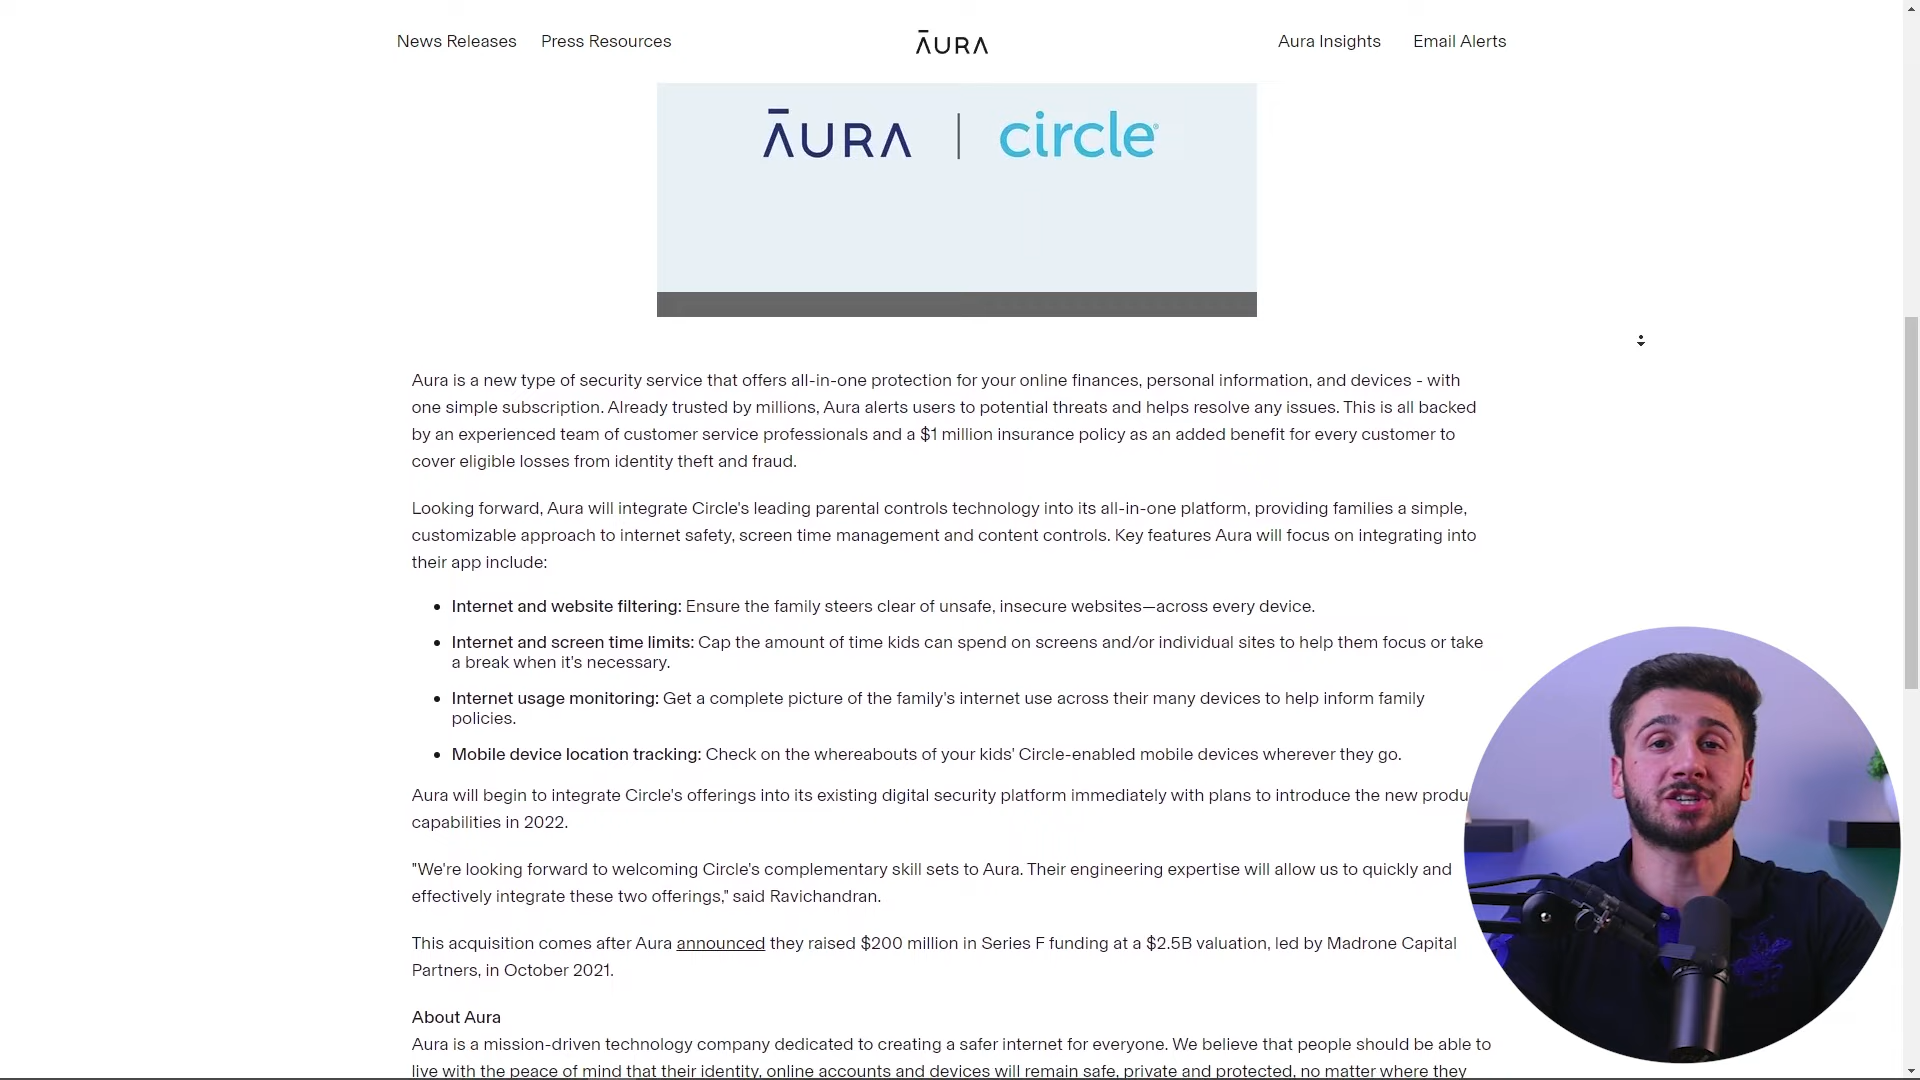 News Releases Press Resources ĀURA Aura Insights Email Alerts
ĀURA | circle®
Aura is a new type of security service that offers all-in-one protection for your online finances, personal information, and devices - with
one simple subscription. Already trusted by millions, Aura alerts users to potential threats and helps resolve any issues. This is all backed
by an experienced team of customer service professionals and a $1 million insurance policy as an added benefit for every customer to
cover eligible losses from identity theft and fraud.
Looking forward, Aura will integrate Circle's leading parental controls technology into its all-in-one platform, providing families a simple,
customizable approach to internet safety, screen time management and content controls. Key features Aura will focus on integrating into
their app include:
• Internet and website filtering: Ensure the family steers clear of unsafe, insecure websites—across every device.
• Internet and screen time limits: Cap the amount of time kids can spend on screens and/or individual sites to help them focus or take
a break when it's necessary.
• Internet usage monitoring: Get a complete picture of the family's internet use across their many devices to help inform family
policies.
• Mobile device location tracking: Check on the whereabouts of your kids' Circle-enabled mobile devices wherever they go.
Aura will begin to integrate Circle's offerings into its existing digital security platform immediately with plans to introduce the new produ
capabilities in 2022.
"We're looking forward to welcoming Circle's complementary skill sets to Aura. Their engineering expertise will allow us to quickly and
effectively integrate these two offerings," said Ravichandran.
This acquisition comes after Aura announced they raised $200 million in Series F funding at a $2.5B valuation, led by Madrone Capital
Partners, in October 2021.
About Aura
Aura is a mission-driven technology company dedicated to creating a safer internet for everyone. We believe that people should be able to
live with the peace of mind that their identity, online accounts and devices will remain safe, private and protected, no matter where they